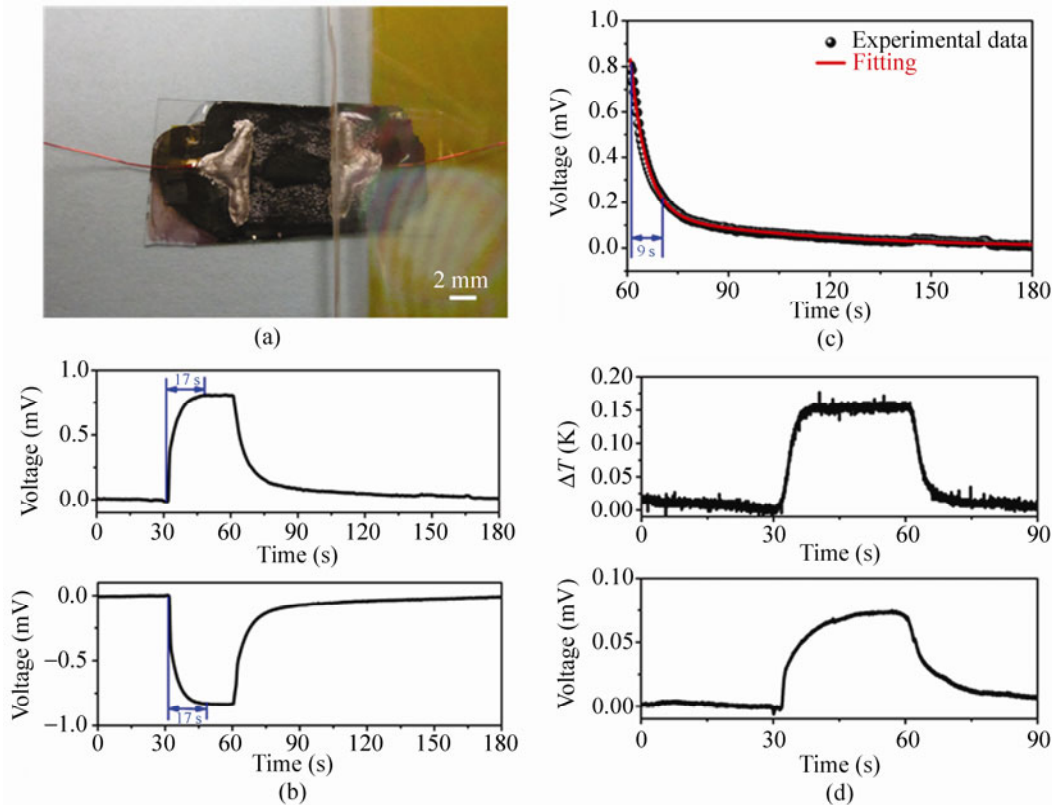 2 mm
(a)
Experimental data
Fitting
Voltage (mV)
1.0
0.8
0.6
0.4
0.2
0.0
9 s
60 90 120 150 180
Time (s)
(c)
Voltage (mV)
1.0
0.5
0.0
17 s
0 30 60 90 120 150 180
Time (s)
Voltage (mV)
0.0
−0.5
−1.0
17 s
0 30 60 90 120 150 180
Time (s)
(b)
ΔT (K)
0.20
0.15
0.10
0.05
0.00
0 30 60 90
Time (s)
Voltage (mV)
0.10
0.05
0.00
0 30 60 90
Time (s)
(d)